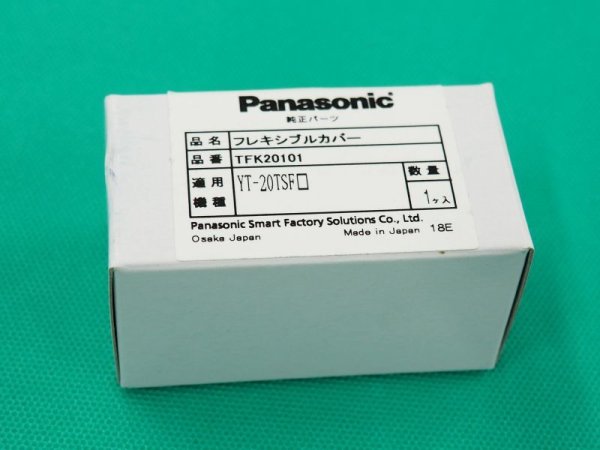 Panasonic
純正パーツ
品名 フレキシブルカバー
品番 TFK20101
適用機種 YT-20TSF□ 数量 1ヶ入
Panasonic Smart Factory Solutions Co., Ltd.
Osaka Japan Made in Japan 18E